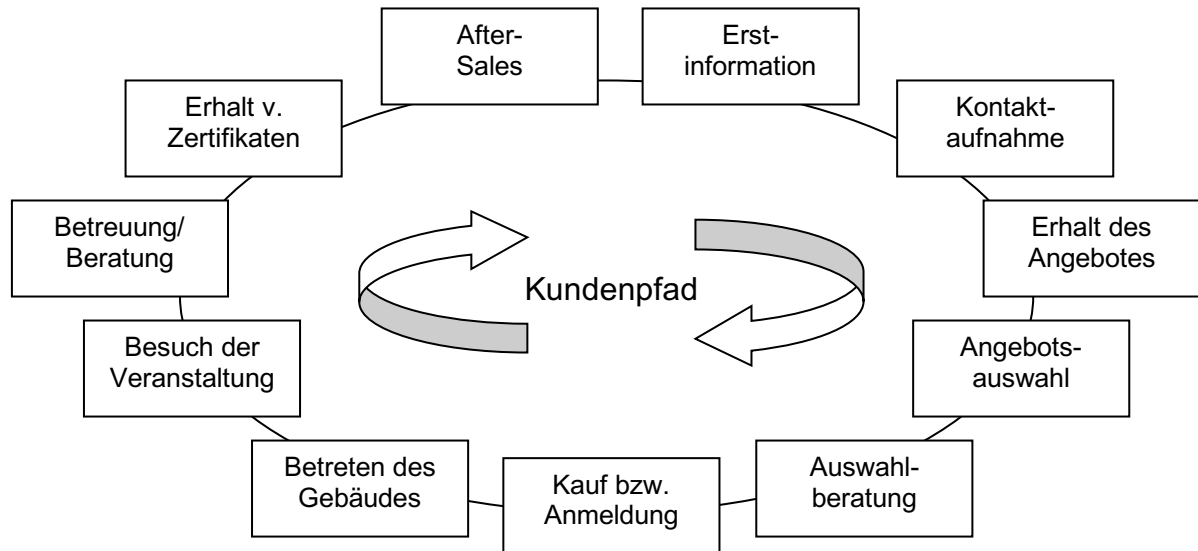 After-
Sales
Erst-
information
Erhalt v.
Zertifikaten
Kontakt-
aufnahme
Betreuung/
Beratung
Erhalt des
Angebotes
Kundenpfad
Besuch der
Veranstaltung
Angebots-
auswahl
Betreten des
Gebäudes
Kauf bzw.
Anmeldung
Auswahl-
beratung